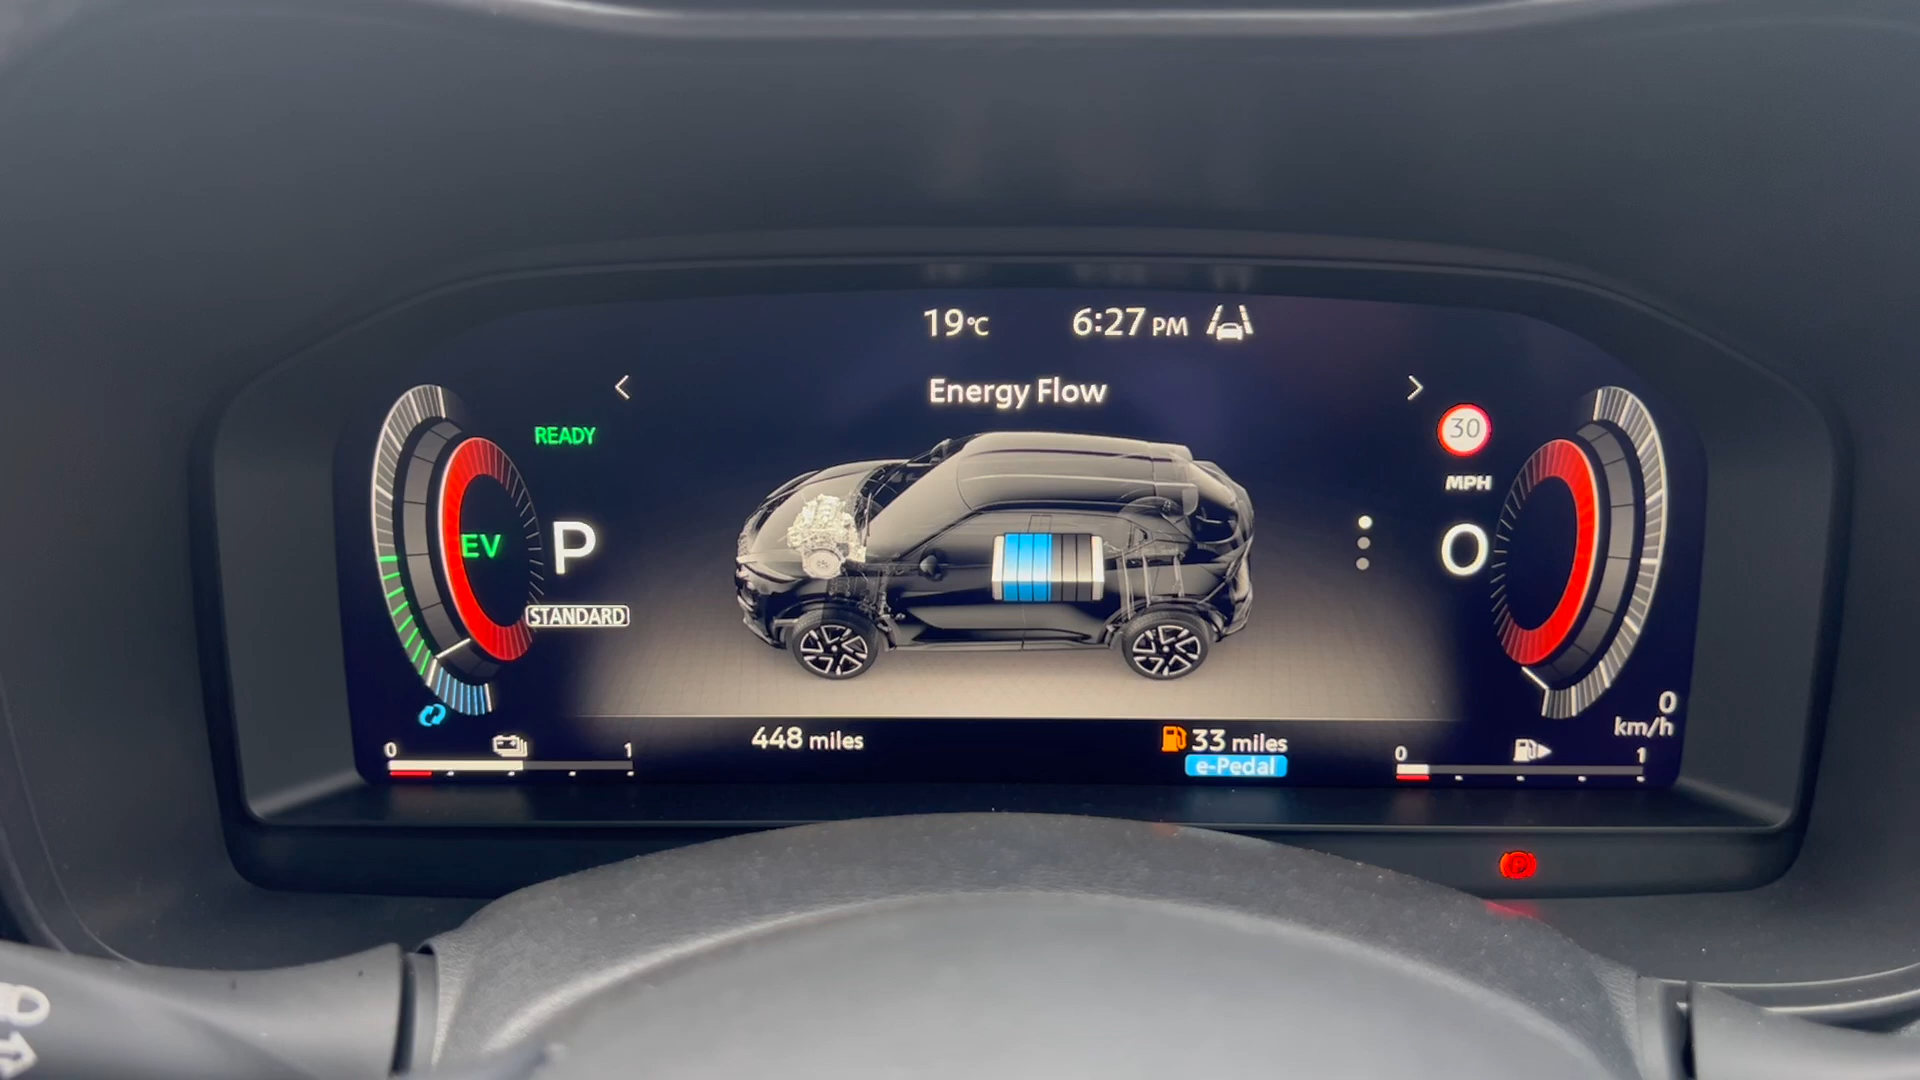 19°C 6:27 PM
Energy Flow
READY
30
MPH
EV P
0
STANDARD
0
km/h
448 miles
33 miles
e-Pedal
0 1
0 1